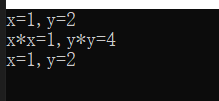 x=1, y=2
x*x=1, y*y=4
x=1, y=2